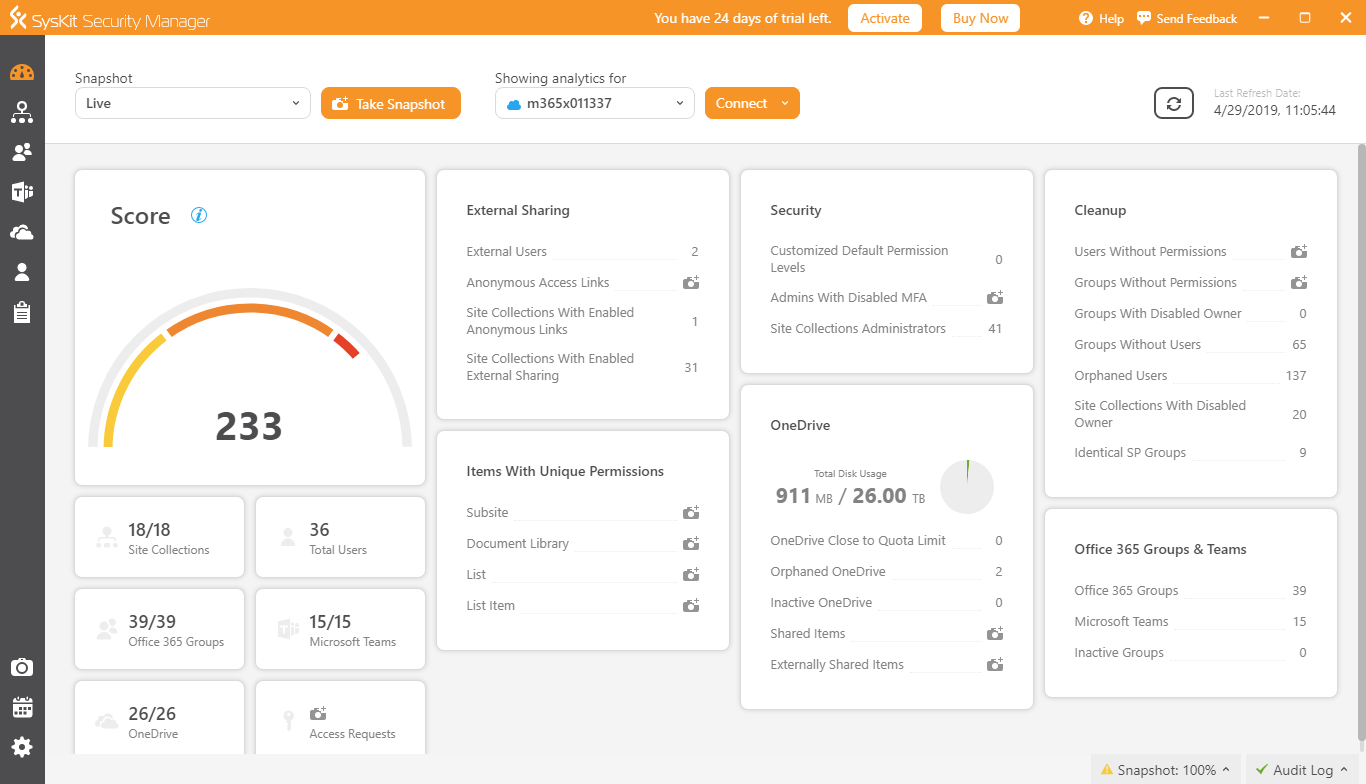 SysKit Security Manager
You have 24 days of trial left.
Activate
Buy Now
Help
Send Feedback
Snapshot
Live
Take Snapshot
Showing analytics for
m365x011337
Connect
Last Refresh Date:
4/29/2019, 11:05:44
Score
233
18/18
Site Collections
36
Total Users
39/39
Office 365 Groups
15/15
Microsoft Teams
26/26
OneDrive
Access Requests
External Sharing
External Users 2
Anonymous Access Links
Site Collections With Enabled
Anonymous Links 1
Site Collections With Enabled
External Sharing 31
Items With Unique Permissions
Subsite
Document Library
List
List Item
Security
Customized Default Permission
Levels 0
Admins With Disabled MFA
Site Collections Administrators 41
OneDrive
Total Disk Usage
911 MB / 26.00 TB
OneDrive Close to Quota Limit 0
Orphaned OneDrive 2
Inactive OneDrive 0
Shared Items
Externally Shared Items
Cleanup
Users Without Permissions
Groups Without Permissions
Groups With Disabled Owner 0
Groups Without Users 65
Orphaned Users 137
Site Collections With Disabled
Owner 20
Identical SP Groups 9
Office 365 Groups & Teams
Office 365 Groups 39
Microsoft Teams 15
Inactive Groups 0
Snapshot: 100%
Audit Log